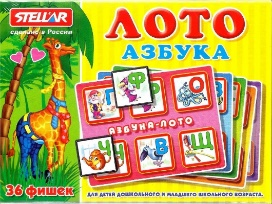 STELLAR
сделано в России
ЛОТО
АЗБУКА
Ф
АЗБУКА-ЛОТО
Ч
В
Щ
36 фишек
ДЛЯ ДЕТЕЙ ДОШКОЛЬНОГО И МЛАДШЕГО ШКОЛЬНОГО ВОЗРАСТА.